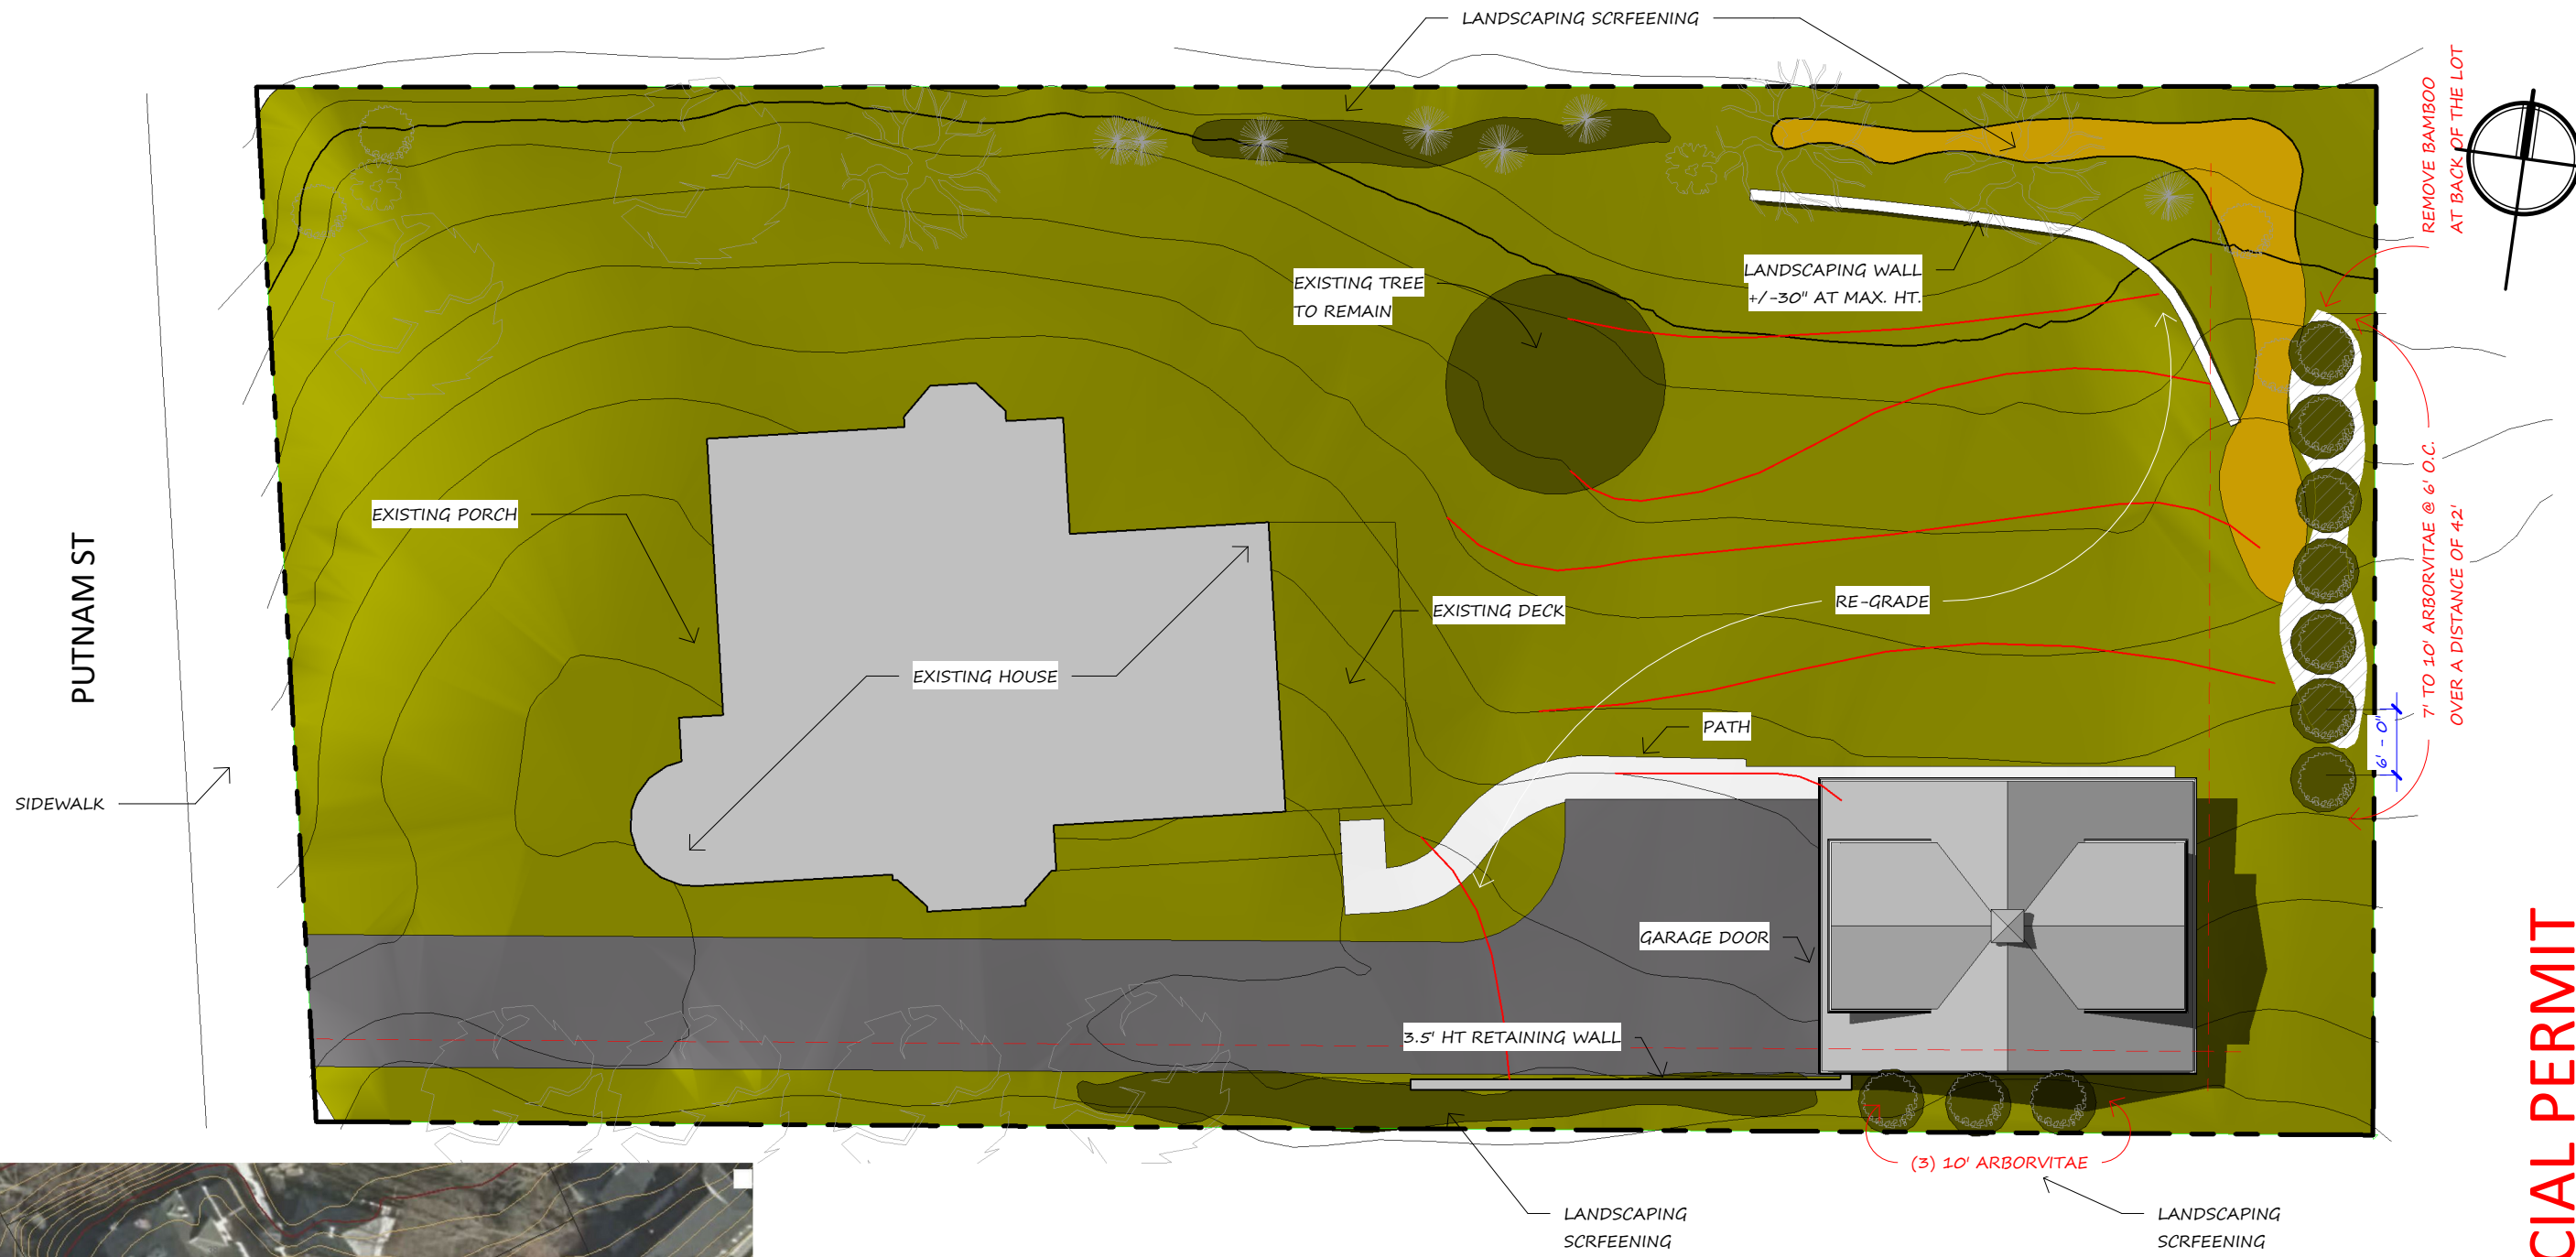 LANDSCAPING SCRFEENING
REMOVE BAMBOO
AT BACK OF THE LOT
LANDSCAPING WALL
+/-30" AT MAX. HT.
EXISTING TREE
TO REMAIN
EXISTING PORCH
7' TO 10' ARBORVITAE @ 6' O.C.
OVER A DISTANCE OF 42'
PUTNAM ST
RE-GRADE
EXISTING DECK
EXISTING HOUSE
PATH
6' - 0"
SIDEWALK
GARAGE DOOR
3.5' HT RETAINING WALL
(3) 10' ARBORVITAE
LANDSCAPING
SCRFEENING
LANDSCAPING
SCRFEENING
CIAL PERMIT